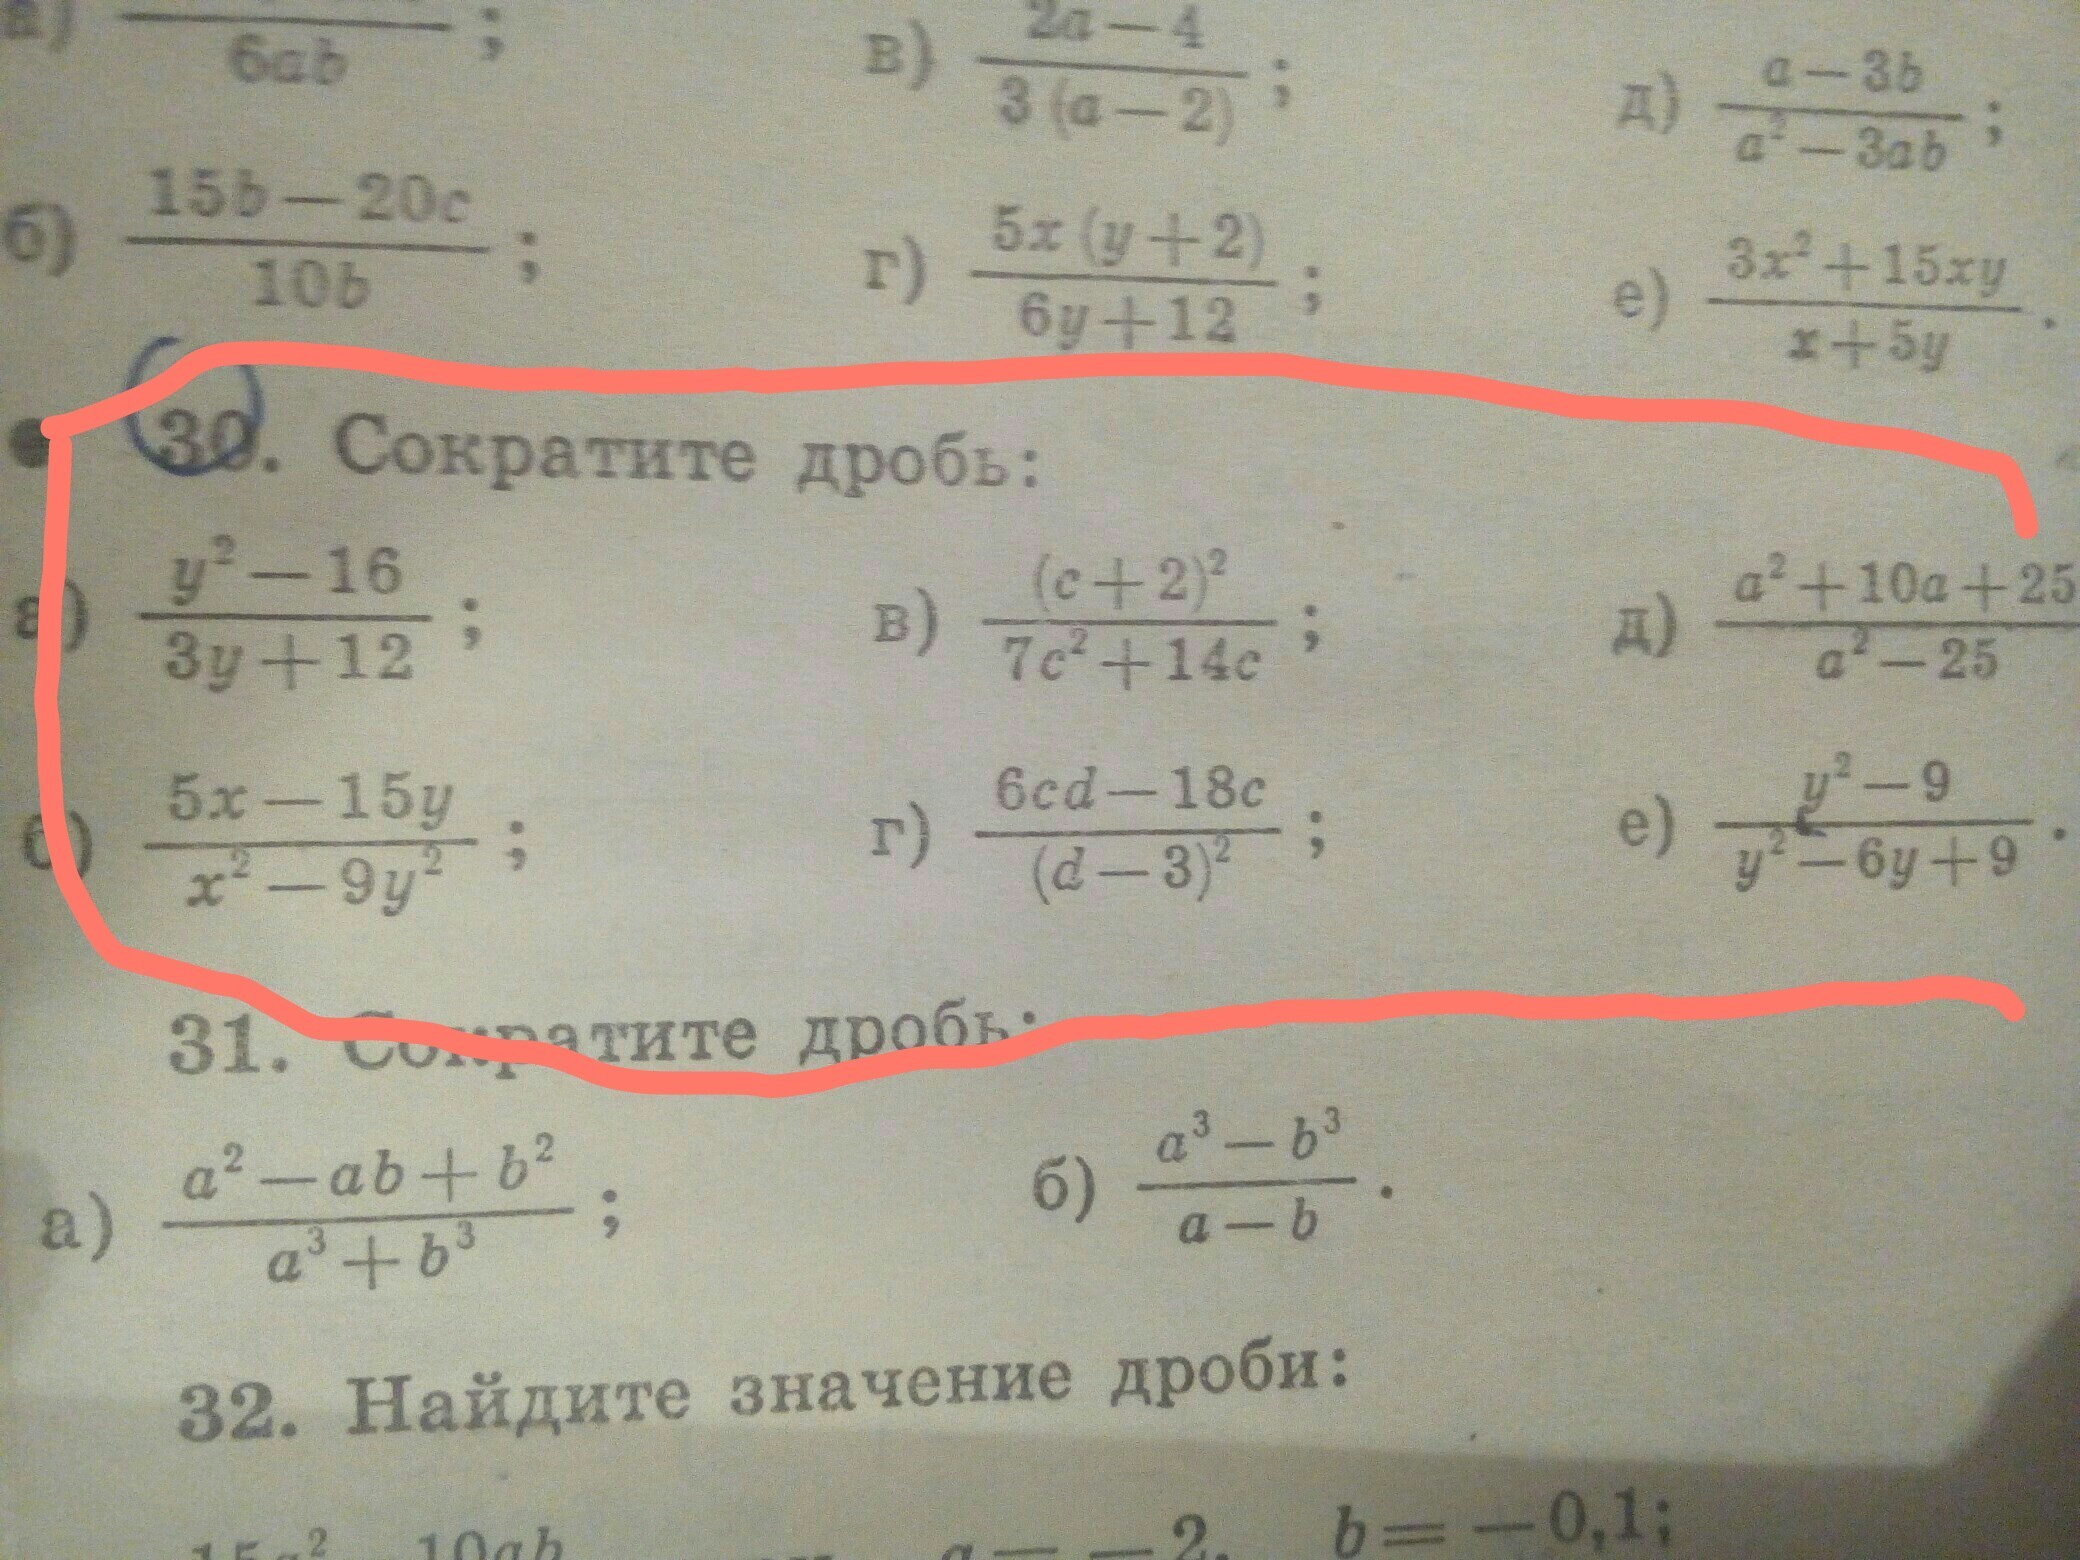 а) ――― ; в) (2a − 4)/(3 (a − 2)) ; д) (a − 3b)/(a² − 3ab) ;
6ab
б) (15b − 20c)/(10b) ; г) (5x (y + 2))/(6y + 12) ; е) (3x² + 15xy)/(x + 5y) .
30. Сократите дробь:
а) (y² − 16)/(3y + 12) ; в) (c + 2)²/(7c² + 14c) ; д) (a² + 10a + 25)/(a² − 25)
б) (5x − 15y)/(x² − 9y²) ; г) (6cd − 18c)/(d − 3)² ; е) (y² − 9)/(y² − 6y + 9) .
31. Сократите дробь:
а) (a² − ab + b²)/(a³ + b³) ; б) (a³ − b³)/(a − b) .
32. Найдите значение дроби:
b = −0,1;